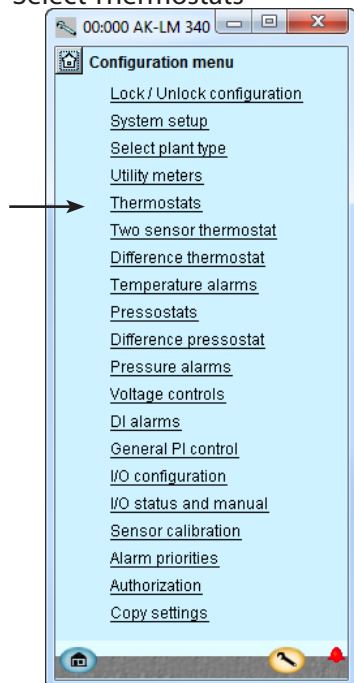 Select Thermostats
00:000 AK-LM 340
Configuration menu
Lock / Unlock configuration
System setup
Select plant type
Utility meters
Thermostats
Two sensor thermostat
Difference thermostat
Temperature alarms
Pressostats
Difference pressostat
Pressure alarms
Voltage controls
DI alarms
General PI control
I/O configuration
I/O status and manual
Sensor calibration
Alarm priorities
Authorization
Copy settings